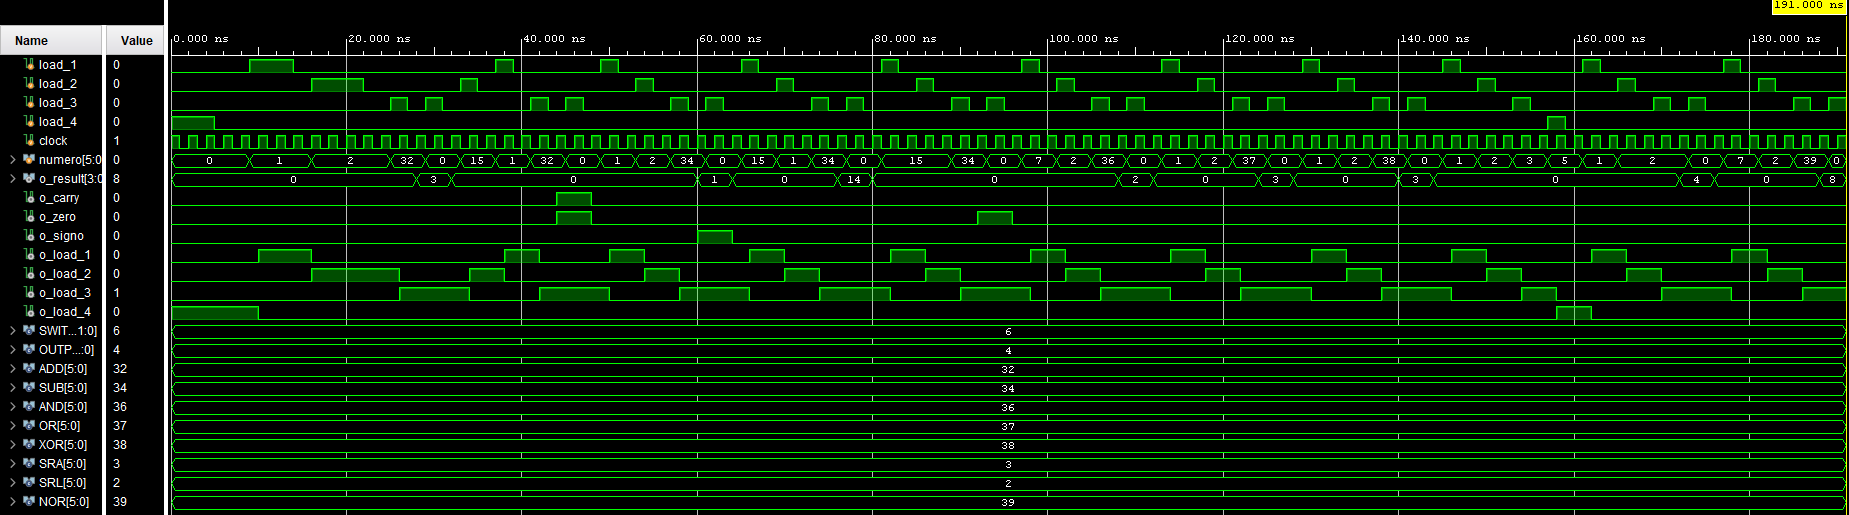 191.000 ns
Name Value
0.000 ns 20.000 ns 40.000 ns 60.000 ns 80.000 ns 100.000 ns 120.000 ns 140.000 ns 160.000 ns 180.000 ns
load_1 0
load_2 0
load_3 0
load_4 0
clock 1
numero[5:0 0 0 1 2 32 0 15 1 32 0 1 2 34 0 15 1 34 0 15 34 0 7 2 36 0 1 2 37 0 1 2 38 0 1 2 3 5 1 2 0 7 2 39 0
o_result[3:0 8 0 3 0 1 0 14 0 2 0 3 0 3 0 4 0 8
o_carry 0
o_zero 0
o_signo 0
o_load_1 0
o_load_2 0
o_load_3 1
o_load_4 0
SWIT...1:0] 6 6
OUTP....:0] 4 4
ADD[5:0] 32 32
SUB[5:0] 34 34
AND[5:0] 36 36
OR[5:0] 37 37
XOR[5:0] 38 38
SRA[5:0] 3 3
SRL[5:0] 2 2
NOR[5:0] 39 39